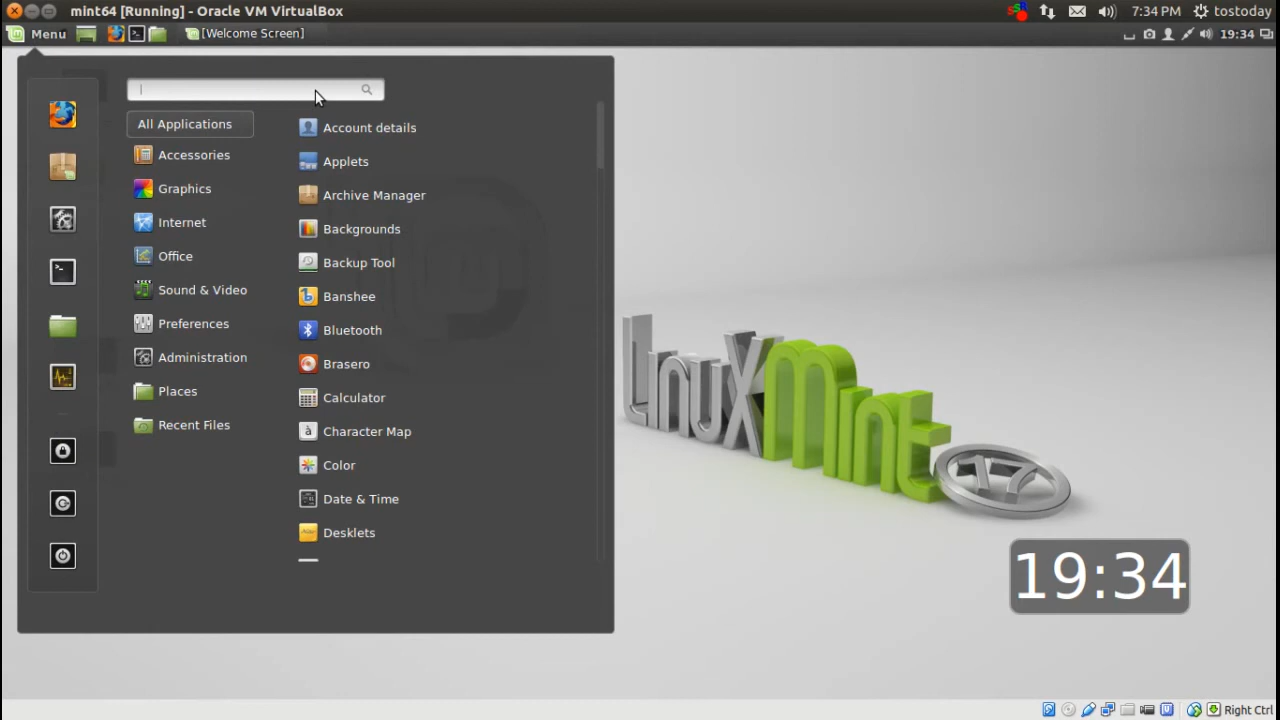 mint64 [Running] - Oracle VM VirtualBox
7:34 PM
tostoday
Menu
[Welcome Screen]
19:34
All Applications
Accessories
Graphics
Internet
Office
Sound & Video
Preferences
Administration
Places
Recent Files
Account details
Applets
Archive Manager
Backgrounds
Backup Tool
Banshee
Bluetooth
Brasero
Calculator
Character Map
Color
Date & Time
Desklets
LinuxMint
17
19:34
Right Ctrl